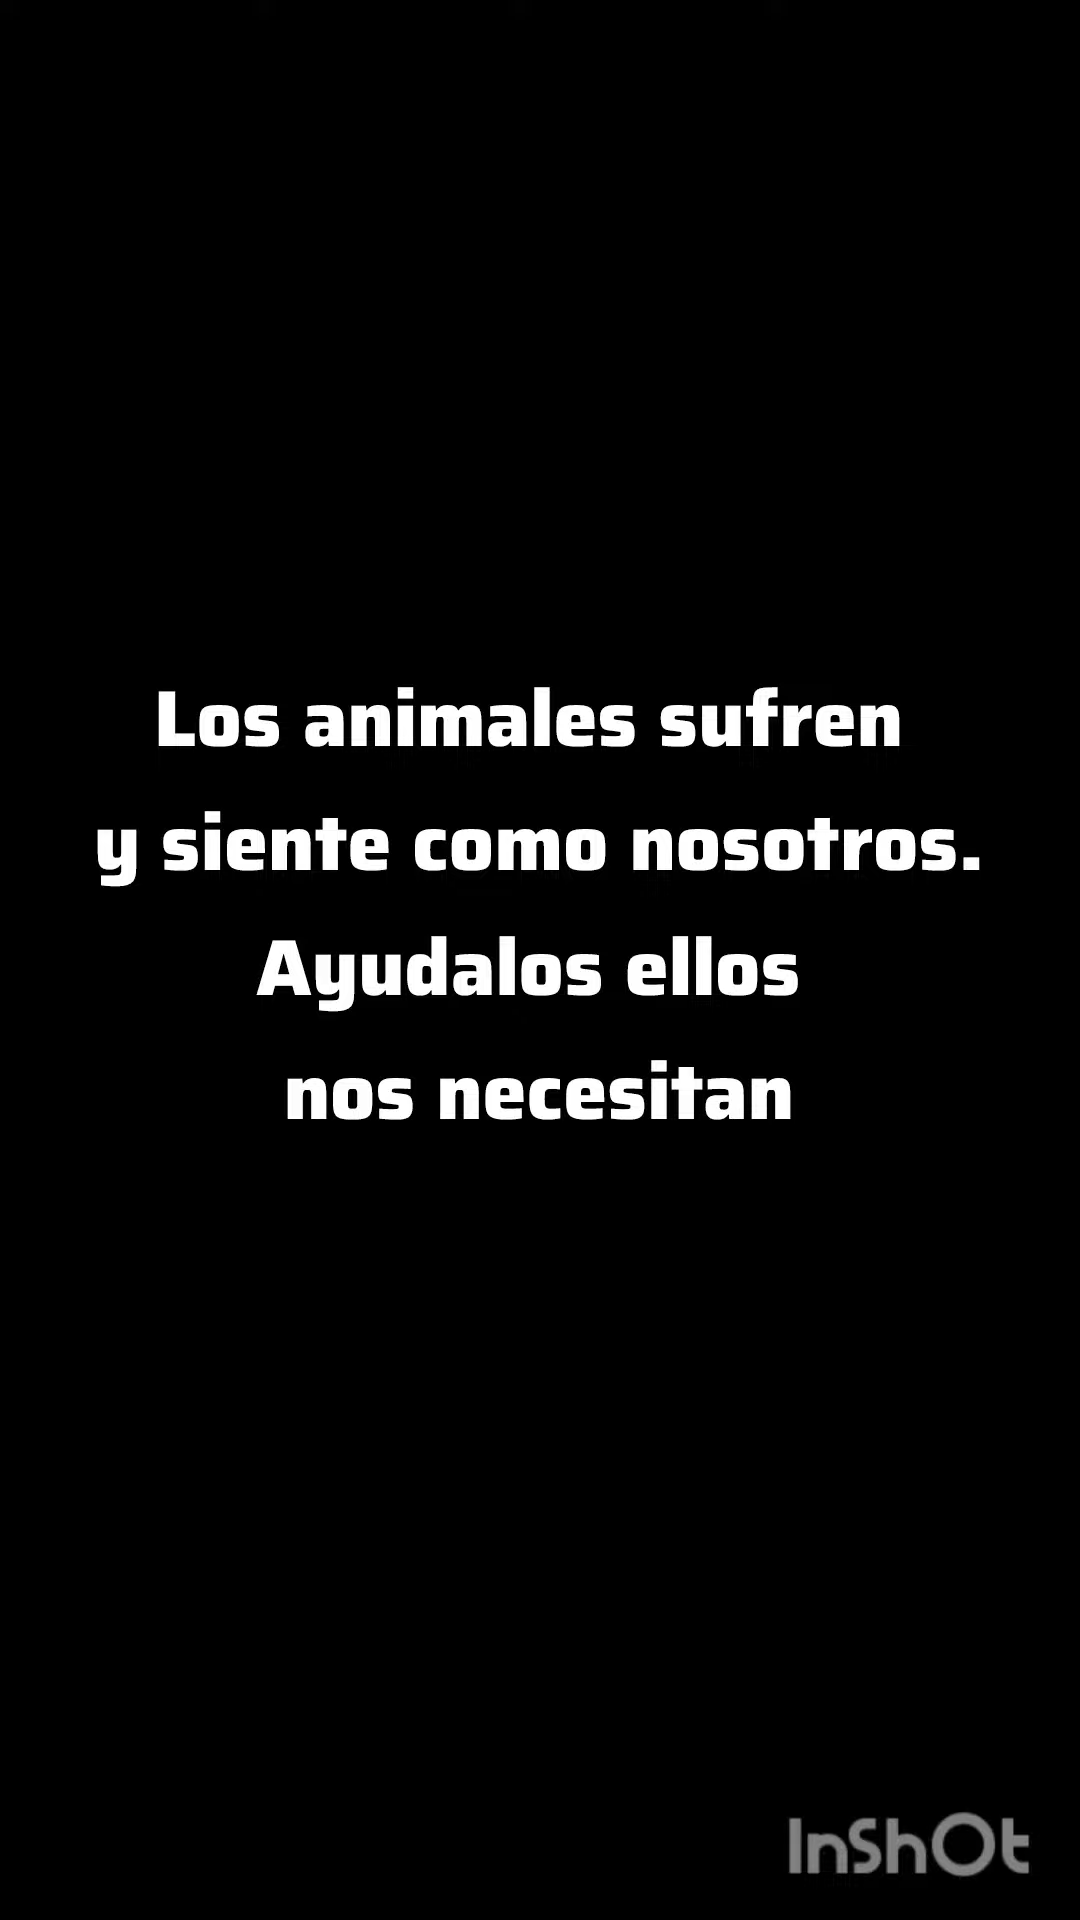 Los animales sufren
y siente como nosotros.
Ayudalos ellos
nos necesitan
InShOt